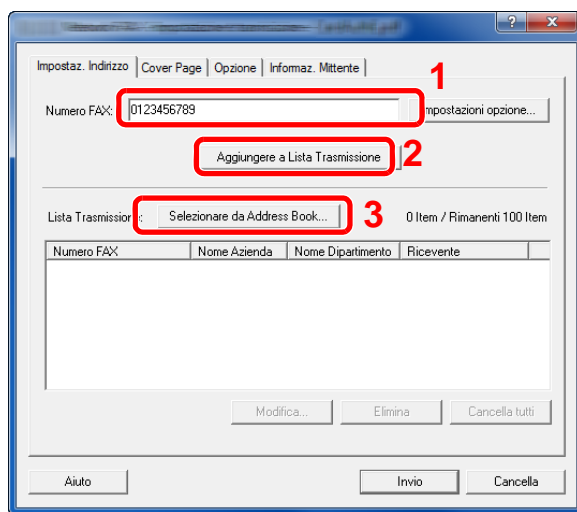 Impostaz. Indirizzo Cover Page Opzione Informaz. Mittente
1
Numero FAX: 0123456789 Impostazioni opzione...
Aggiungere a Lista Trasmissione 2
Lista Trasmissione: Selezionare da Address Book... 3 0 Item / Rimanenti 100 Item
Numero FAX Nome Azienda Nome Dipartimento Ricevente
Modifica... Elimina Cancella tutti
Aiuto Invio Cancella